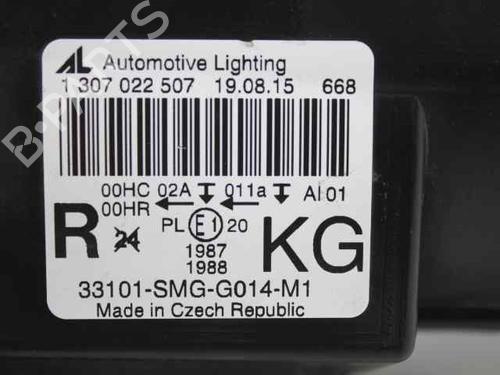 AL Automotive Lighting
1 307 022 507 19.08.15 668
00HC 02A 011a AI 01
00HR
R 24 PL E1 20 KG
1987
1988
33101-SMG-G014-M1
Made in Czech Republic
B-PARTS